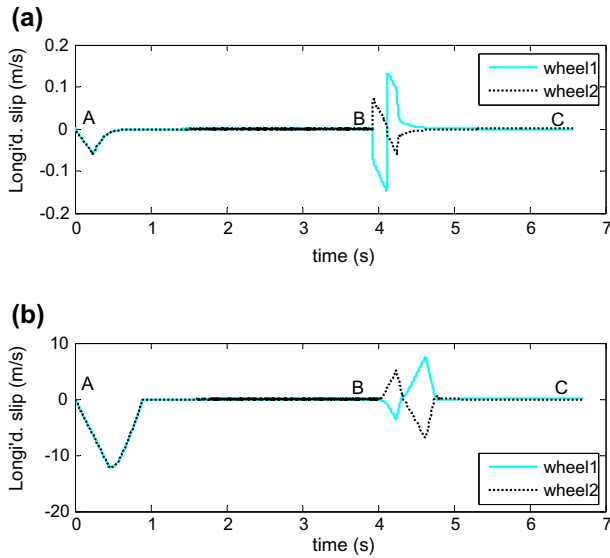 (a)
Longi'd. slip (m/s)
0.2
0.1
0
-0.1
-0.2
A
B
C
wheel1
wheel2
0 1 2 3 4 5 6 7
time (s)
(b)
Longi'd. slip (m/s)
10
0
-10
-20
A
B
C
wheel1
wheel2
0 1 2 3 4 5 6 7
time (s)